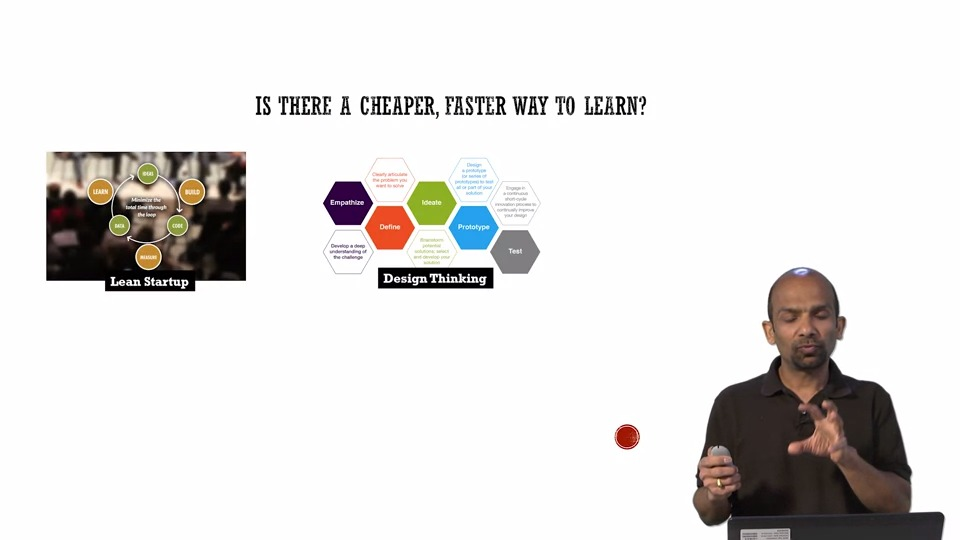 IS THERE A CHEAPER, FASTER WAY TO LEARN?
IDEAS
LEARN
BUILD
Minimize the
total time through
the loop
DATA
CODE
MEASURE
Lean Startup
Clearly articulate
the problem you
want to solve
Design
a prototype
(or series of
prototypes) to test
all or part of your
solution
Engage in
a continuous
short-cycle
innovation process to
continually improve
your design
Empathize
Ideate
Define
Prototype
Develop a deep
understanding of
the challenge
Brainstorm
potential
solutions; select
and develop your
solution
Test
Design Thinking